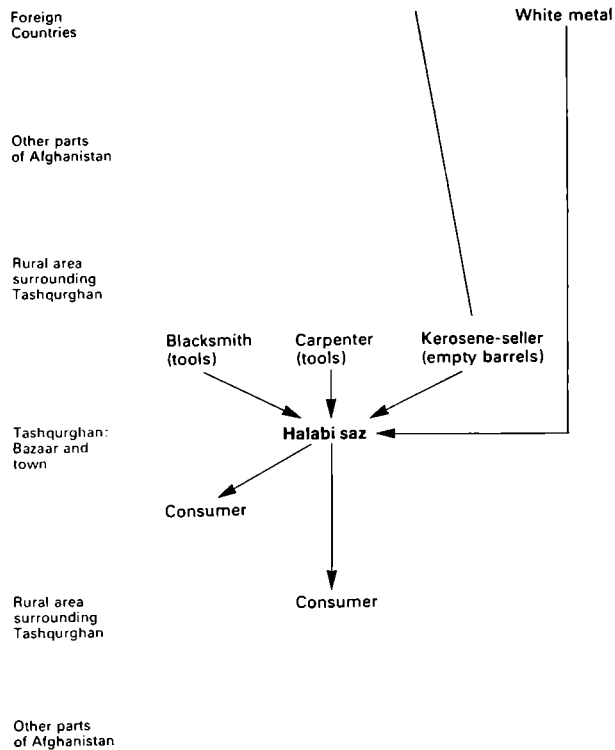 Foreign
Countries
White metal
Other parts
of Afghanistan
Rural area
surrounding
Tashqurghan
Blacksmith
(tools)
Carpenter
(tools)
Kerosene-seller
(empty barrels)
Tashqurghan:
Bazaar and
town
Halabi saz
Consumer
Rural area
surrounding
Tashqurghan
Consumer
Other parts
of Afghanistan